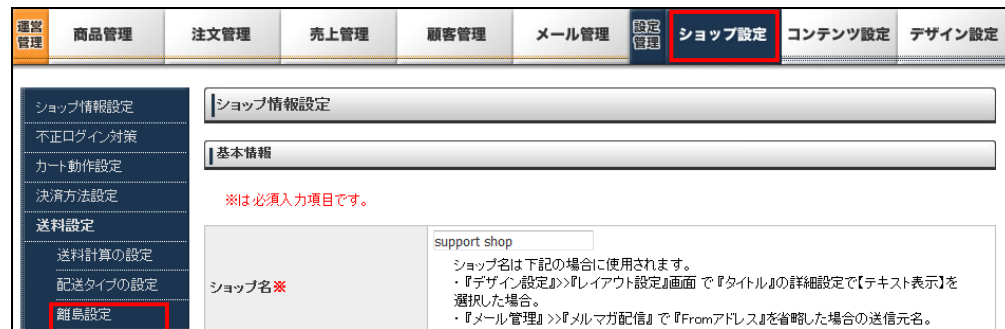 運営
管理
商品管理
注文管理
売上管理
顧客管理
メール管理
設定
管理
ショップ設定
コンテンツ設定
デザイン設定
ショップ情報設定
不正ログイン対策
カート動作設定
決済方法設定
送料設定
送料計算の設定
配送タイプの設定
離島設定
ショップ情報設定
基本情報
※は必須入力項目です。
ショップ名※
support shop
ショップ名は下記の場合に使用されます。
・『デザイン設定』>>『レイアウト設定』画面 で 『タイトル』の詳細設定で【テキスト表示】を
選択した場合。
・『メール管理』>>『メルマガ配信』 で 『Fromアドレス』を省略した場合の送信元名。